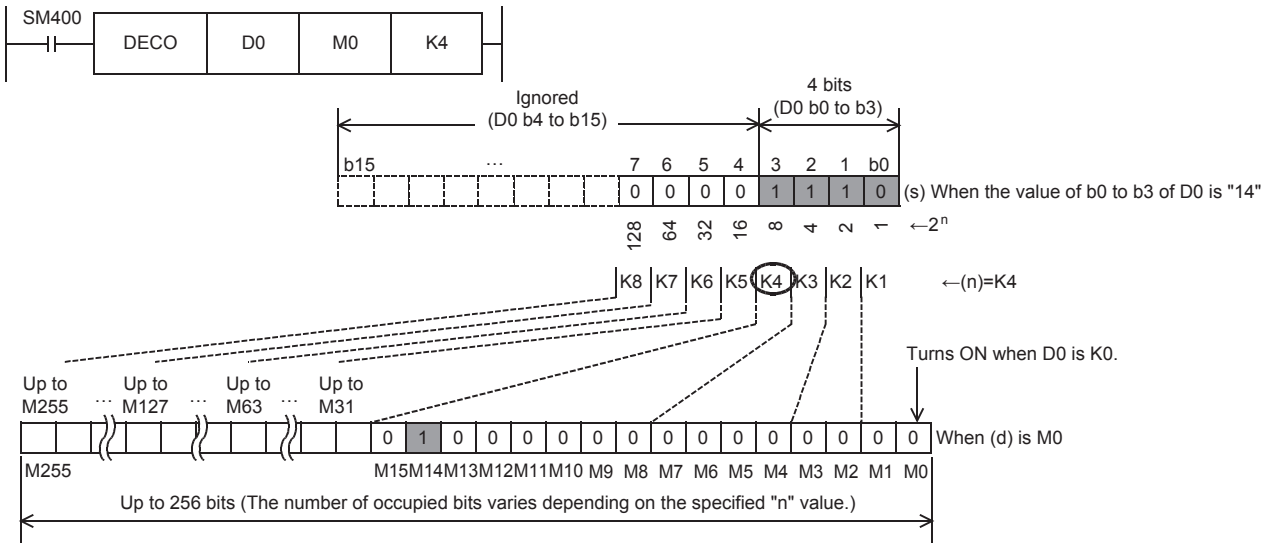 SM400
DECO D0 M0 K4
Ignored
(D0 b4 to b15)
4 bits
(D0 b0 to b3)
b15 ... 7 6 5 4 3 2 1 b0
0 0 0 0 1 1 1 0 (s) When the value of b0 to b3 of D0 is "14"
128 64 32 16 8 4 2 1 ←2ⁿ
K8 K7 K6 K5 K4 K3 K2 K1 ←(n)=K4
Turns ON when D0 is K0.
Up to Up to Up to Up to
M255 ... M127 ... M63 ... M31
0 1 0 0 0 0 0 0 0 0 0 0 0 0 0 0 When (d) is M0
M255 M15 M14 M13 M12 M11 M10 M9 M8 M7 M6 M5 M4 M3 M2 M1 M0
Up to 256 bits (The number of occupied bits varies depending on the specified "n" value.)